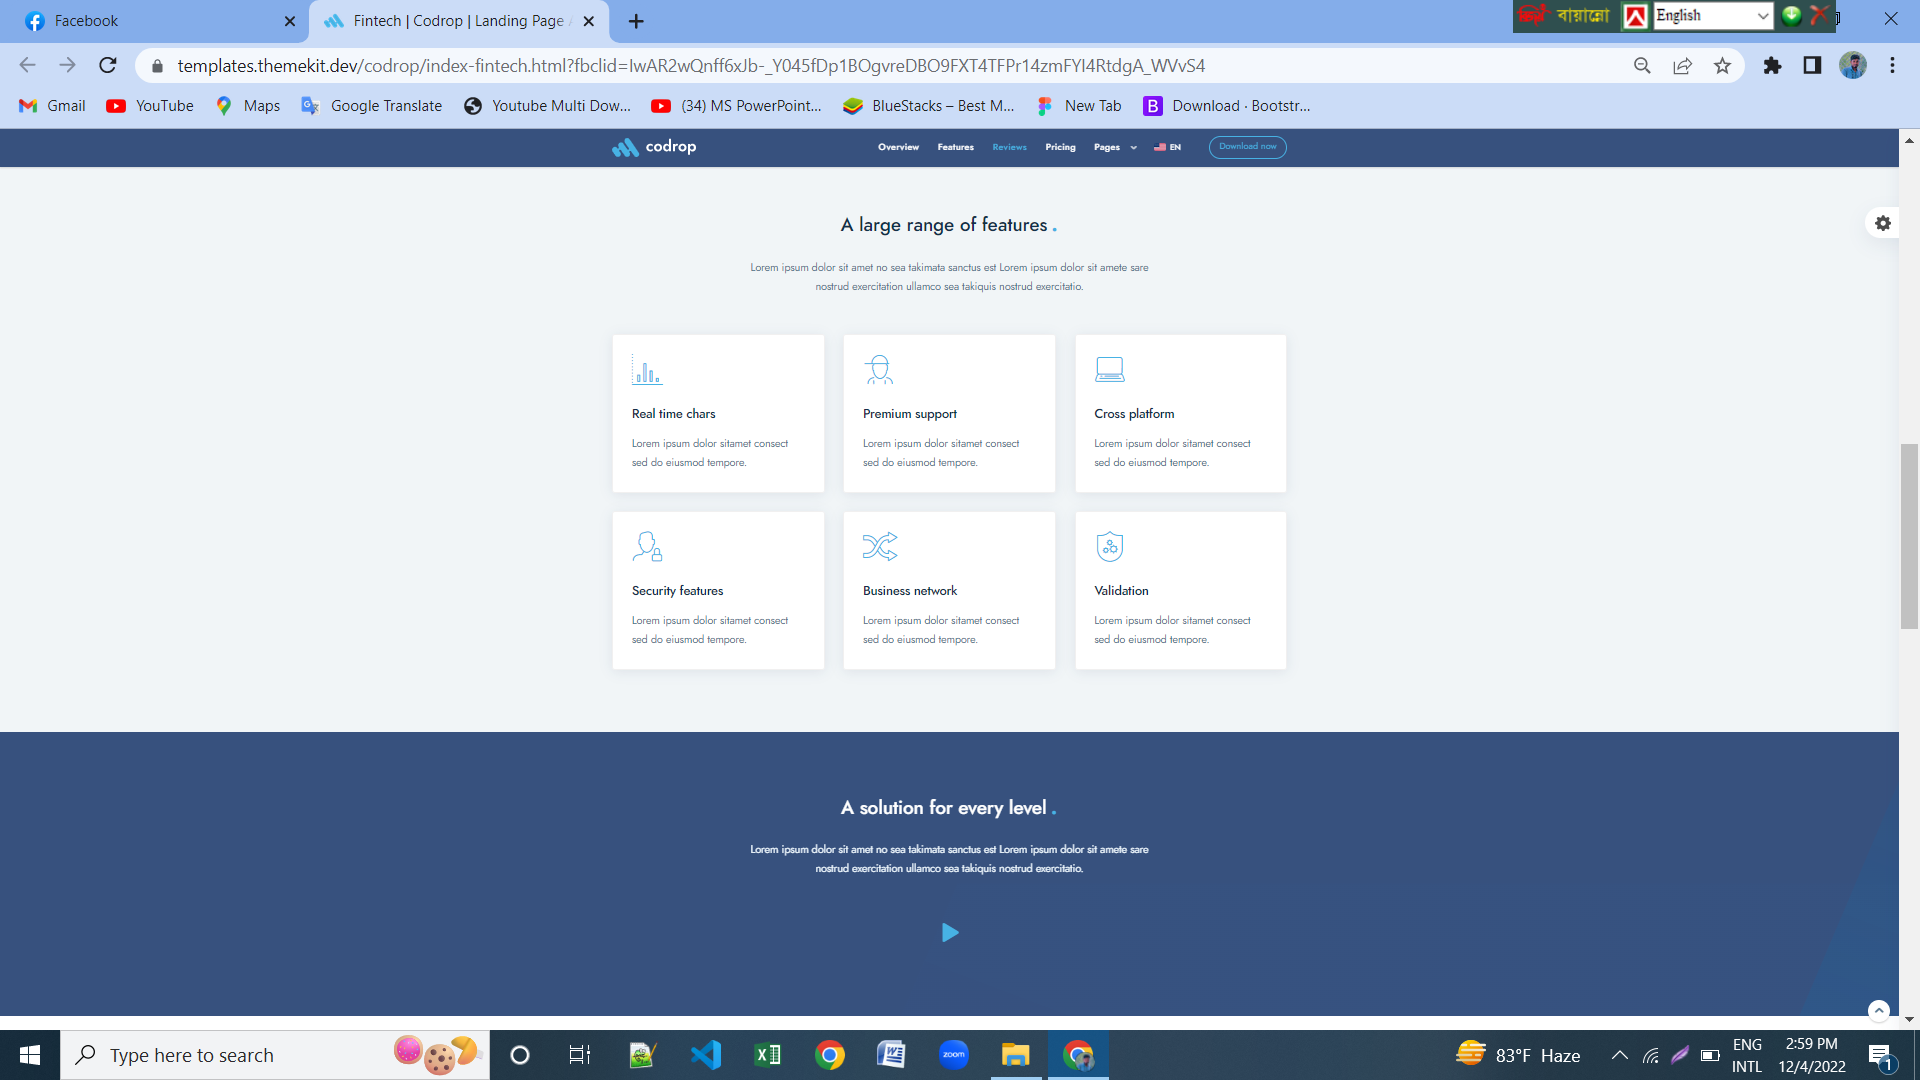 Facebook
Fintech | Codrop | Landing Page
বায়ান্নো
English
templates.themekit.dev/codrop/index-fintech.html?fbclid=IwAR2wQnff6xJb-_Y045fDp1BOgvreDBO9FXT4TFPr14zmFYI4RtdgA_WVvS4
Gmail
YouTube
Maps
Google Translate
Youtube Multi Dow...
(34) MS PowerPoint...
BlueStacks – Best M...
New Tab
B
Download · Bootstr...
codrop
Overview
Features
Reviews
Pricing
Pages
EN
Download now
A large range of features .
Lorem ipsum dolor sit amet no sea takimata sanctus est Lorem ipsum dolor sit amete sare
nostrud exercitation ullamco sea takiquis nostrud exercitatio.
Real time chars
Lorem ipsum dolor sitamet consect
sed do eiusmod tempore.
Premium support
Lorem ipsum dolor sitamet consect
sed do eiusmod tempore.
Cross platform
Lorem ipsum dolor sitamet consect
sed do eiusmod tempore.
Security features
Lorem ipsum dolor sitamet consect
sed do eiusmod tempore.
Business network
Lorem ipsum dolor sitamet consect
sed do eiusmod tempore.
Validation
Lorem ipsum dolor sitamet consect
sed do eiusmod tempore.
A solution for every level .
Lorem ipsum dolor sit amet no sea takimata sanctus est Lorem ipsum dolor sit amete sare
nostrud exercitation ullamco sea takiquis nostrud exercitatio.
Type here to search
zoom
83°F Haze
ENG
INTL
2:59 PM
12/4/2022
1